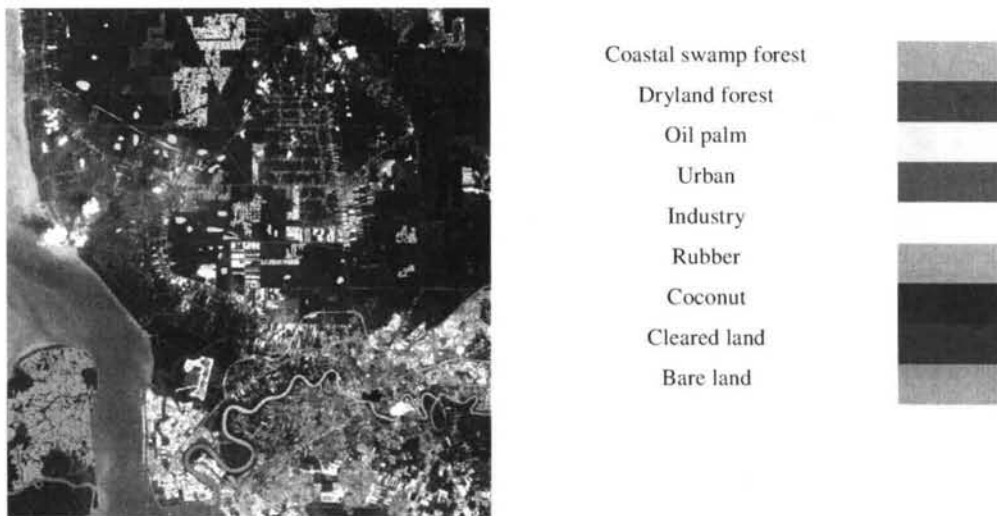 Coastal swamp forest
Dryland forest
Oil palm
Urban
Industry
Rubber
Coconut
Cleared land
Bare land